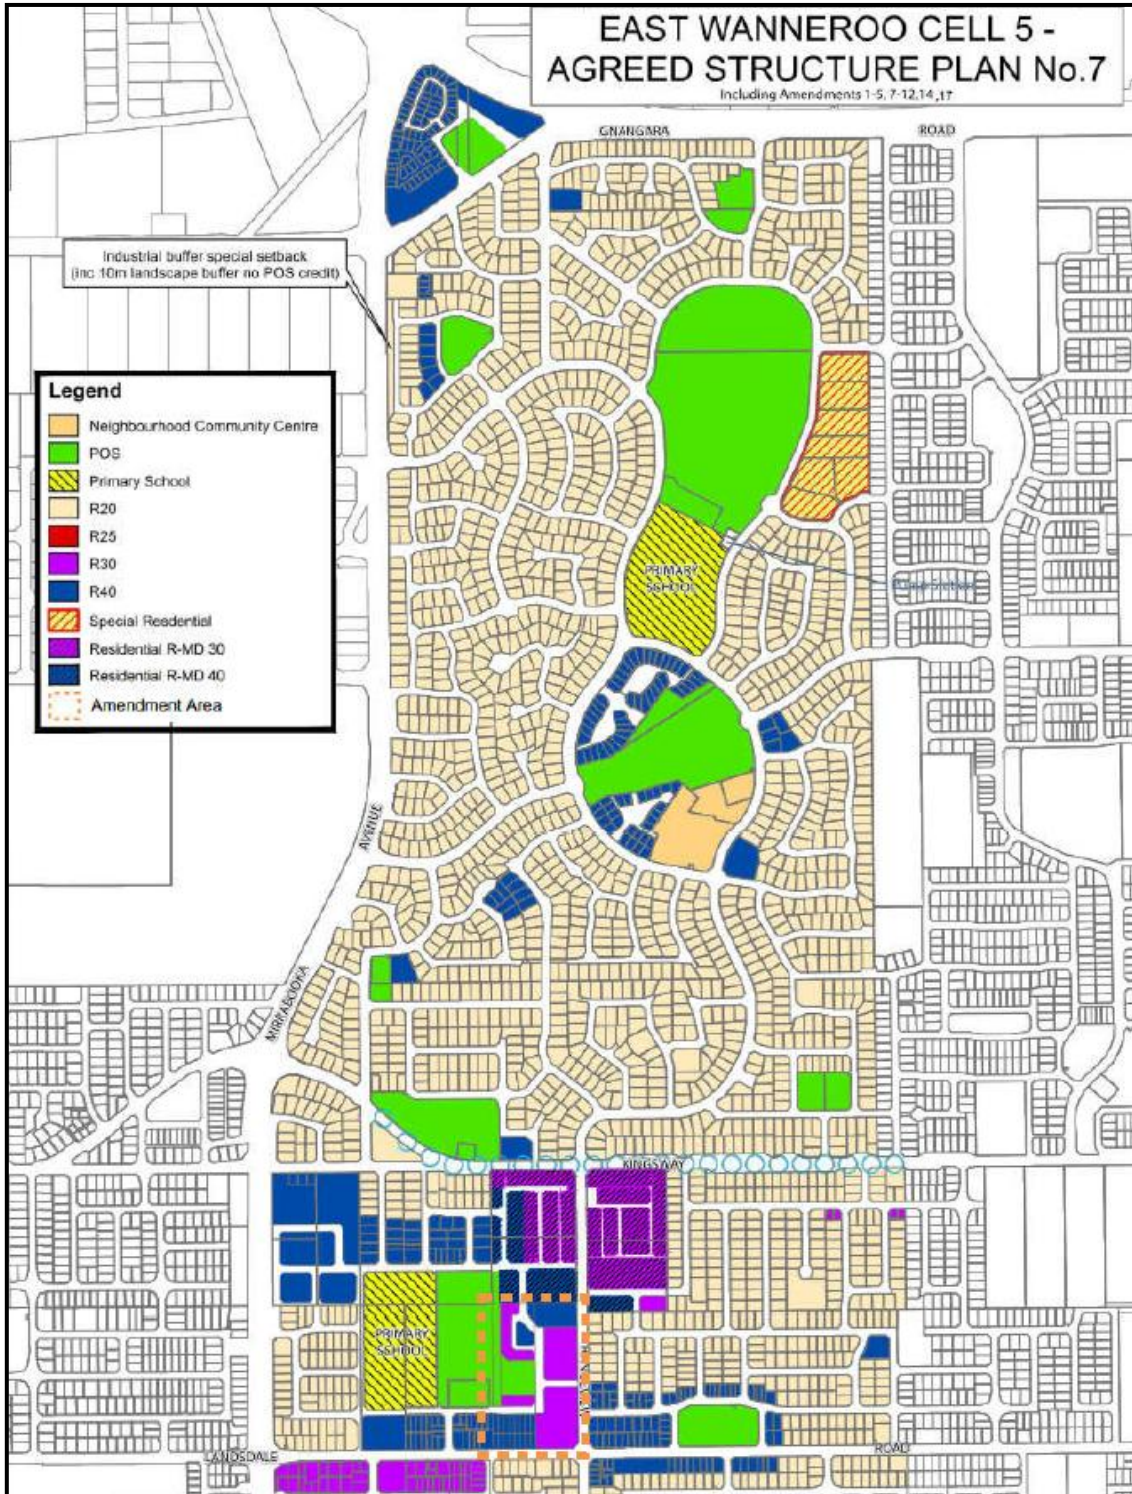 EAST WANNEROO CELL 5 -
AGREED STRUCTURE PLAN No.7
Including Amendments 1-5, 7-12,14,17
GNANGARA
ROAD
Industrial buffer special setback
(inc 10m landscape buffer no POS credit)
Legend
Neighbourhood Community Centre
POS
Primary School
R20
R25
R30
R40
Special Residential
Residential R-MD 30
Residential R-MD 40
Amendment Area
PRIMARY
SCHOOL
AVENUE
MIRRABOOKA
KINGSWAY
PRIMARY
SCHOOL
LANDSDALE
ROAD